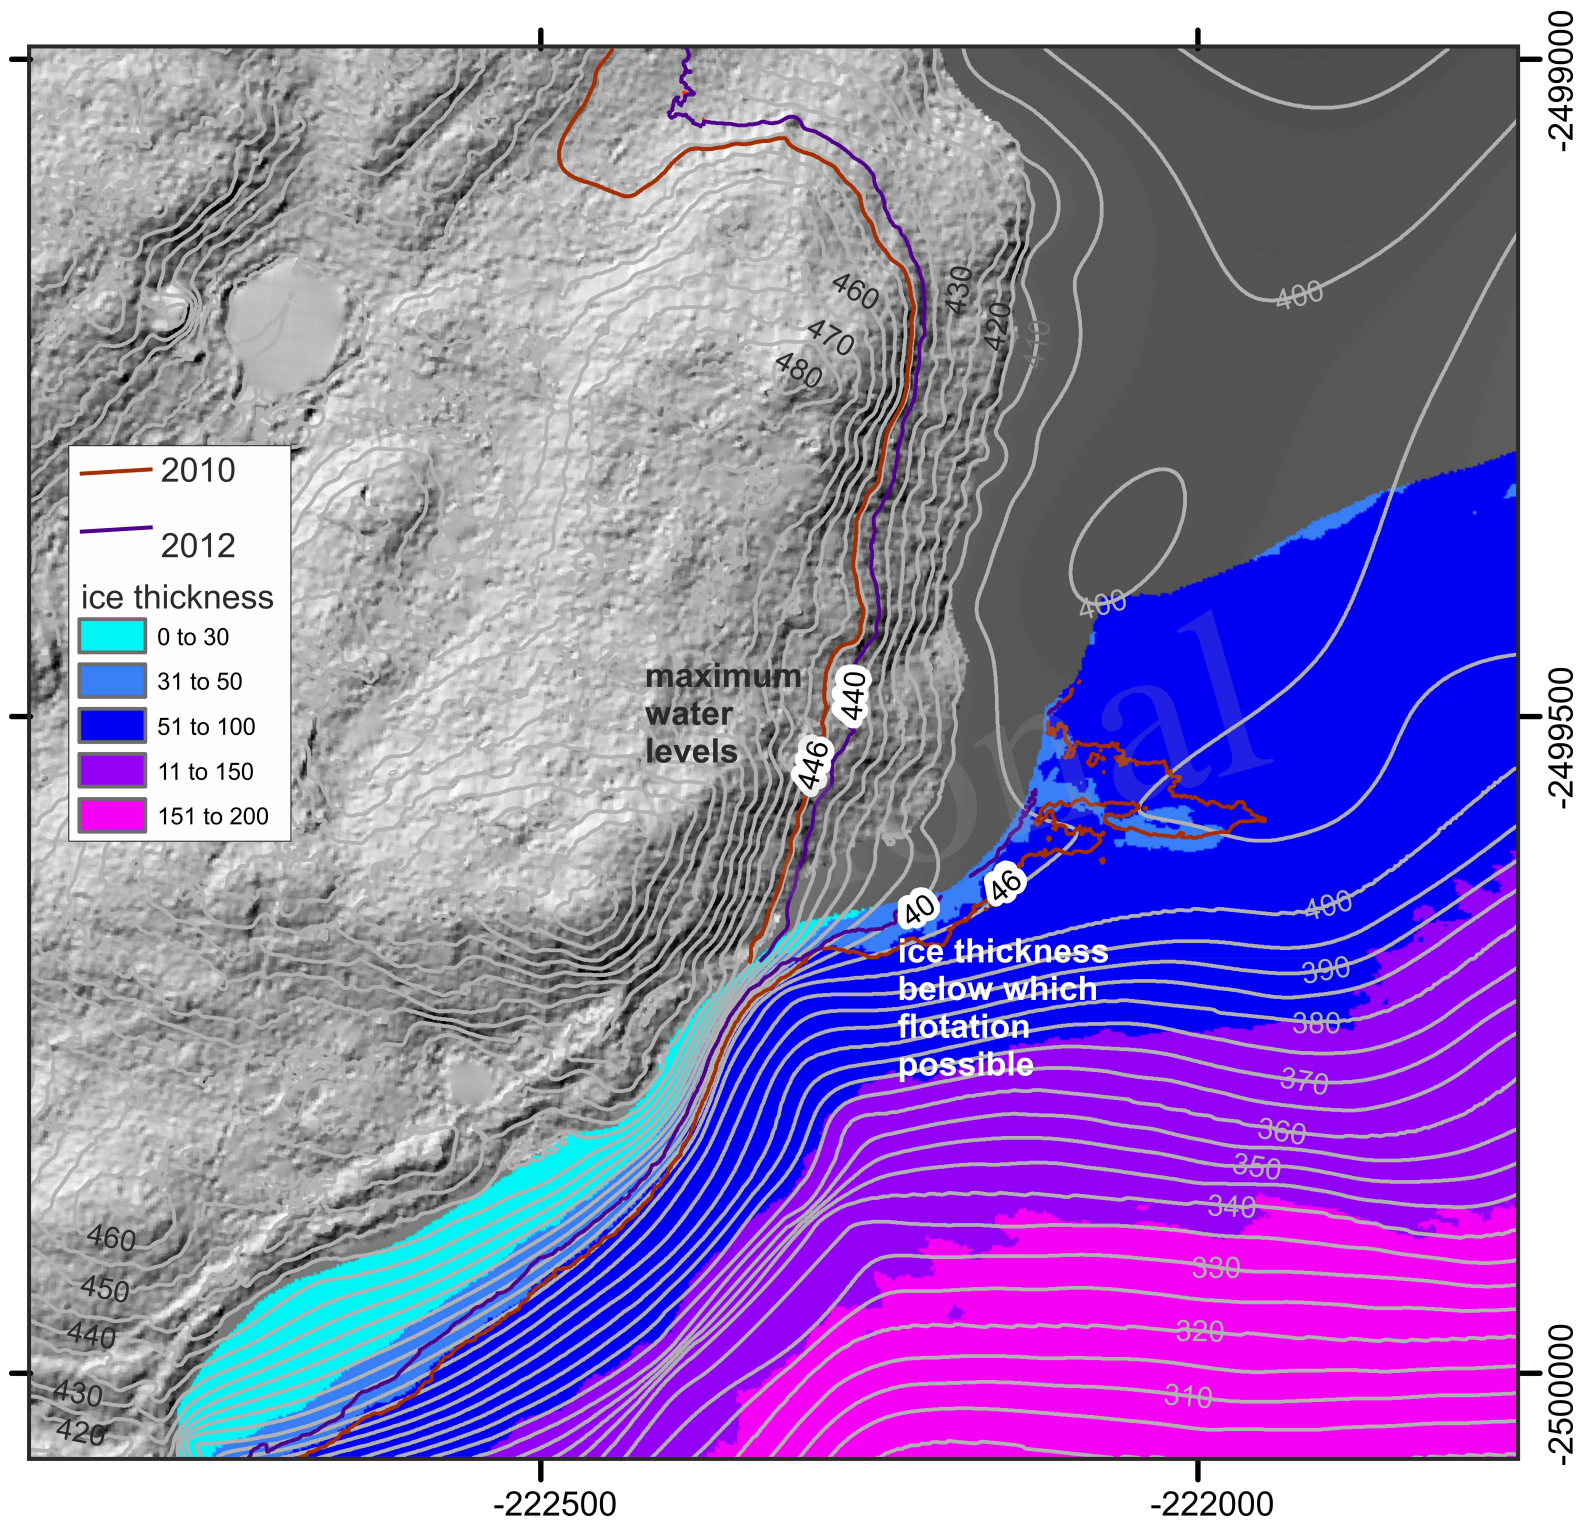 -2499000
460
430
420
410
470
480
400
2010
2012
ice thickness
0 to 30
31 to 50
51 to 100
11 to 150
151 to 200
400
maximum
water
levels
440
446
-2499500
onal
46
40
400
ice thickness
below which
flotation
possible
390
380
370
360
350
340
330
320
310
460
450
440
430
420
-2500000
-222500
-222000